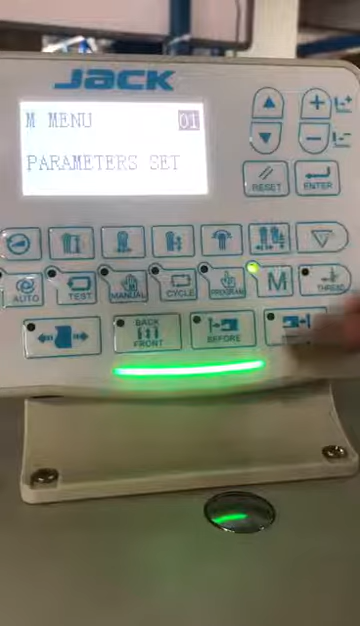 JACK
M MENU 01
PARAMETERS SET
RESET
ENTER
AUTO
TEST
MANUAL
CYCLE
PROGRAM
M
THREAD
BACK
FRONT
BEFORE